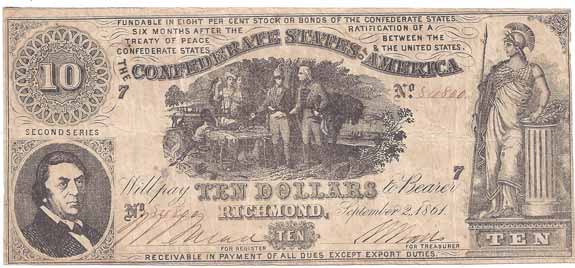 FUNDABLE IN EIGHT PER CENT STOCK OR BONDS OF THE CONFEDERATE STATES.
SIX MONTHS AFTER THE RATIFICATION OF A
TREATY OF PEACE BETWEEN THE
CONFEDERATE STATES & THE UNITED STATES.
THE CONFEDERATE STATES OF AMERICA
10
7 No.
SECOND SERIES
7
Will pay TEN DOLLARS to Bearer
No.
RICHMOND, September 2, 1861.
TEN
FOR REGISTER FOR TREASURER
TEN
RECEIVABLE IN PAYMENT OF ALL DUES EXCEPT EXPORT DUTIES.